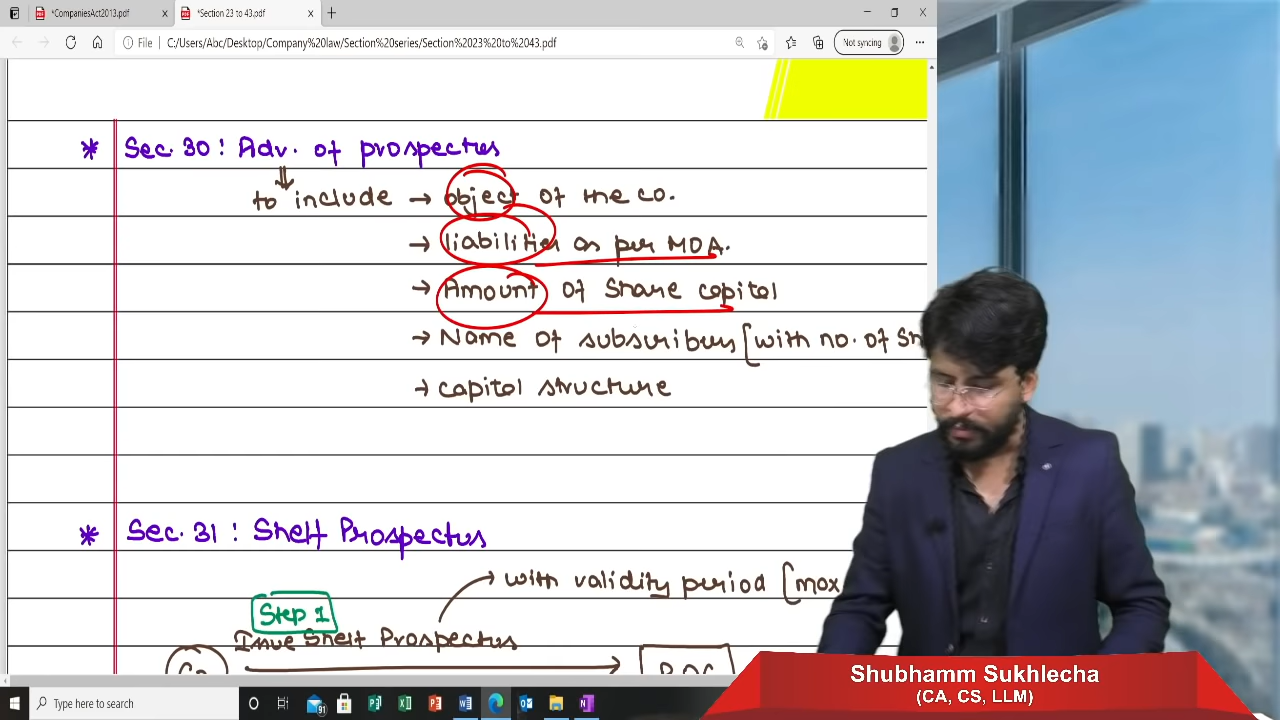 *CompaniesAct2013.pdf
*Section 23 to 43.pdf
File
C:/Users/Abc/Desktop/Company%20law/Section%20series/Section%2023%20to%2043.pdf
Not syncing
* Sec. 30 : Adv. of prospectus
to include → object of the co.
→ liabilities as per MOA.
→ Amount of share capital
→ Name of subscribers [with no. of Sh
→ capital structure
* Sec. 31 : Shelf Prospectus
→ with validity period [max
Step 1
Issue Shelf Prospectus
Co
ROC
Shubhamm Sukhlecha
(CA, CS, LLM)
Type here to search
91